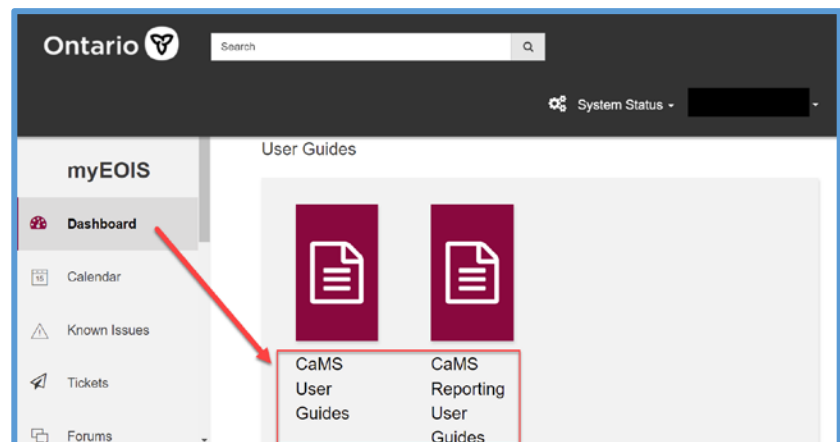 Ontario
Search
System Status
User Guides
myEOIS
Dashboard
15
Calendar
Known Issues
Tickets
Forums
CaMS
User
Guides
CaMS
Reporting
User
Guides